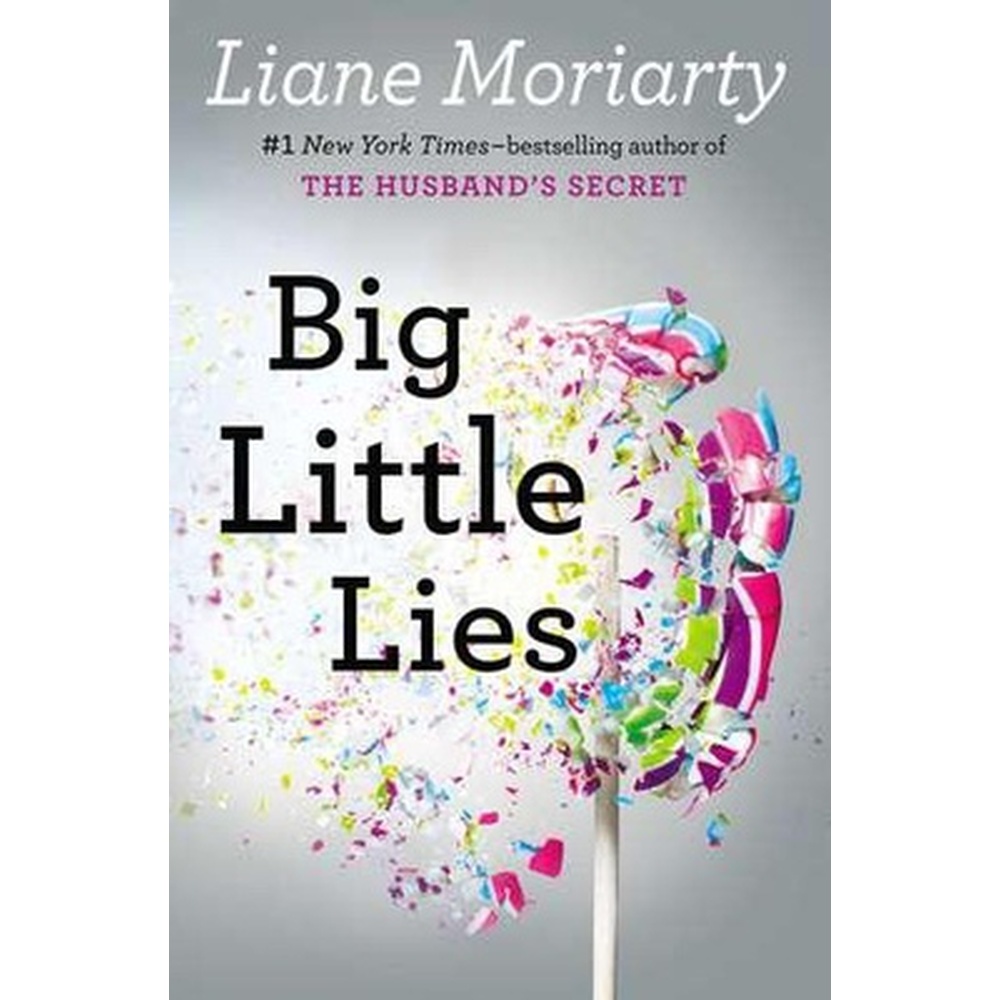 Liane Moriarty
#1 New York Times–bestselling author of
THE HUSBAND'S SECRET
Big
Little
Lies